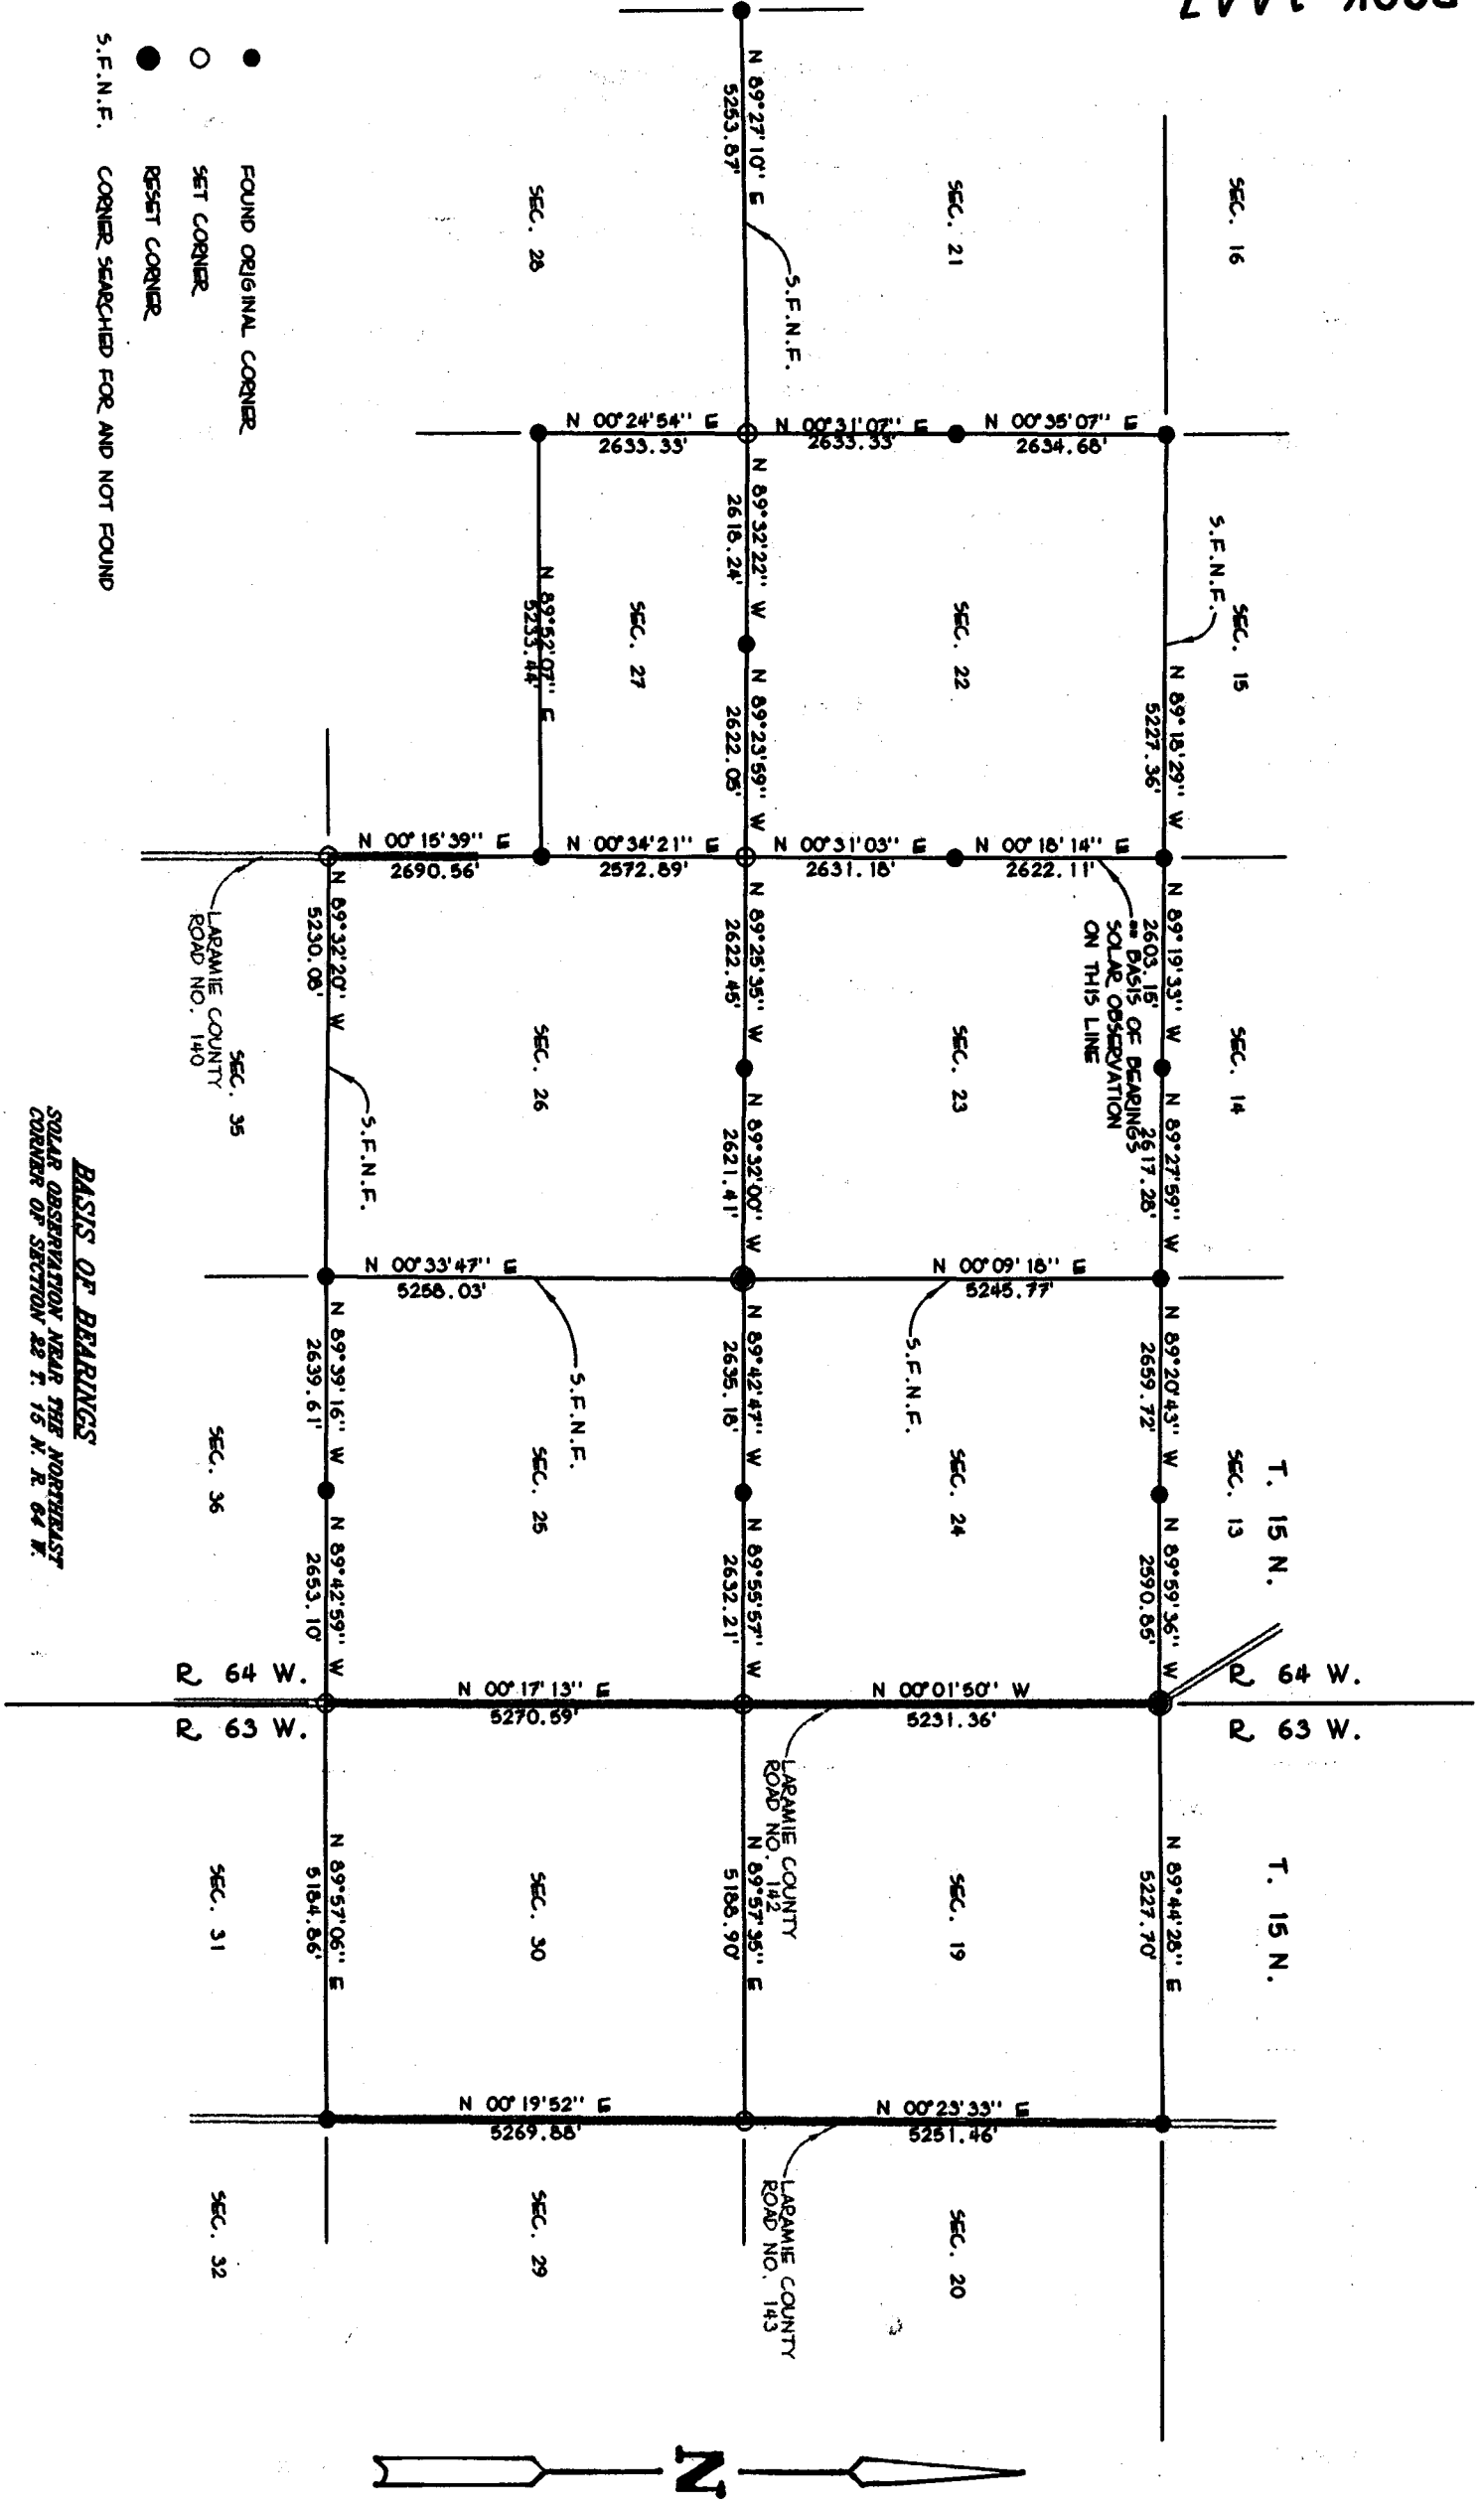 S.F.N.F. CORNER SEARCHED FOR AND NOT FOUND
RESET CORNER
SET CORNER
FOUND ORIGINAL CORNER
SEC. 16
SEC. 21
SEC. 28
N 89°27'10" E
5253.87'
S.F.N.F.
N 00°35'07" E
2634.68'
N 00°31'07" E
2633.33'
N 00°24'54" E
2633.33'
SEC. 15
S.F.N.F.
N 89°18'29" W
5227.36'
SEC. 22
N 89°32'22" W
2618.24'
N 89°23'59" W
2622.05'
SEC. 27
N 89°52'07" E
5233.44'
N 00°18'14" E
2622.11'
N 00°31'03" E
2631.18'
N 00°34'21" E
2572.89'
N 00°15'39" E
2690.56'
SEC. 14
N 89°19'33" W
2603.15'
N 89°27'59" W
2617.28'
BASIS OF BEARINGS
SOLAR OBSERVATION
ON THIS LINE
SEC. 23
N 89°25'35" W
2622.45'
N 89°32'00" W
2621.41'
SEC. 26
N 89°32'20" W
5230.08'
S.F.N.F.
SEC. 35
LARAMIE COUNTY
ROAD NO. 140
N 00°09'18" E
5245.77'
S.F.N.F.
N 00°33'47" E
5258.03'
S.F.N.F.
T. 15 N.
SEC. 13
N 89°20'43" W
2659.72'
N 89°59'36" W
2590.85'
SEC. 24
N 89°42'47" W
2635.18'
N 89°55'57" W
2632.21'
SEC. 25
N 89°39'16" W
2639.61'
N 89°42'59" W
2653.10'
SEC. 36
R 64 W.
R 63 W.
R 64 W.
R 63 W.
N 00°01'50" W
5231.36'
N 00°17'13" E
5270.59'
LARAMIE COUNTY
ROAD NO. 142
T. 15 N.
N 89°44'28" E
5227.70'
SEC. 19
N 89°57'35" E
5188.90'
SEC. 30
N 89°57'06" E
5184.86'
SEC. 31
N 00°23'33" E
5251.46'
N 00°19'52" E
5269.88'
LARAMIE COUNTY
ROAD NO. 143
SEC. 20
SEC. 29
SEC. 32
BASIS OF BEARINGS
SOLAR OBSERVATION NEAR THE NORTHEAST
CORNER OF SECTION 22 T. 15 N. R. 64 W.
N